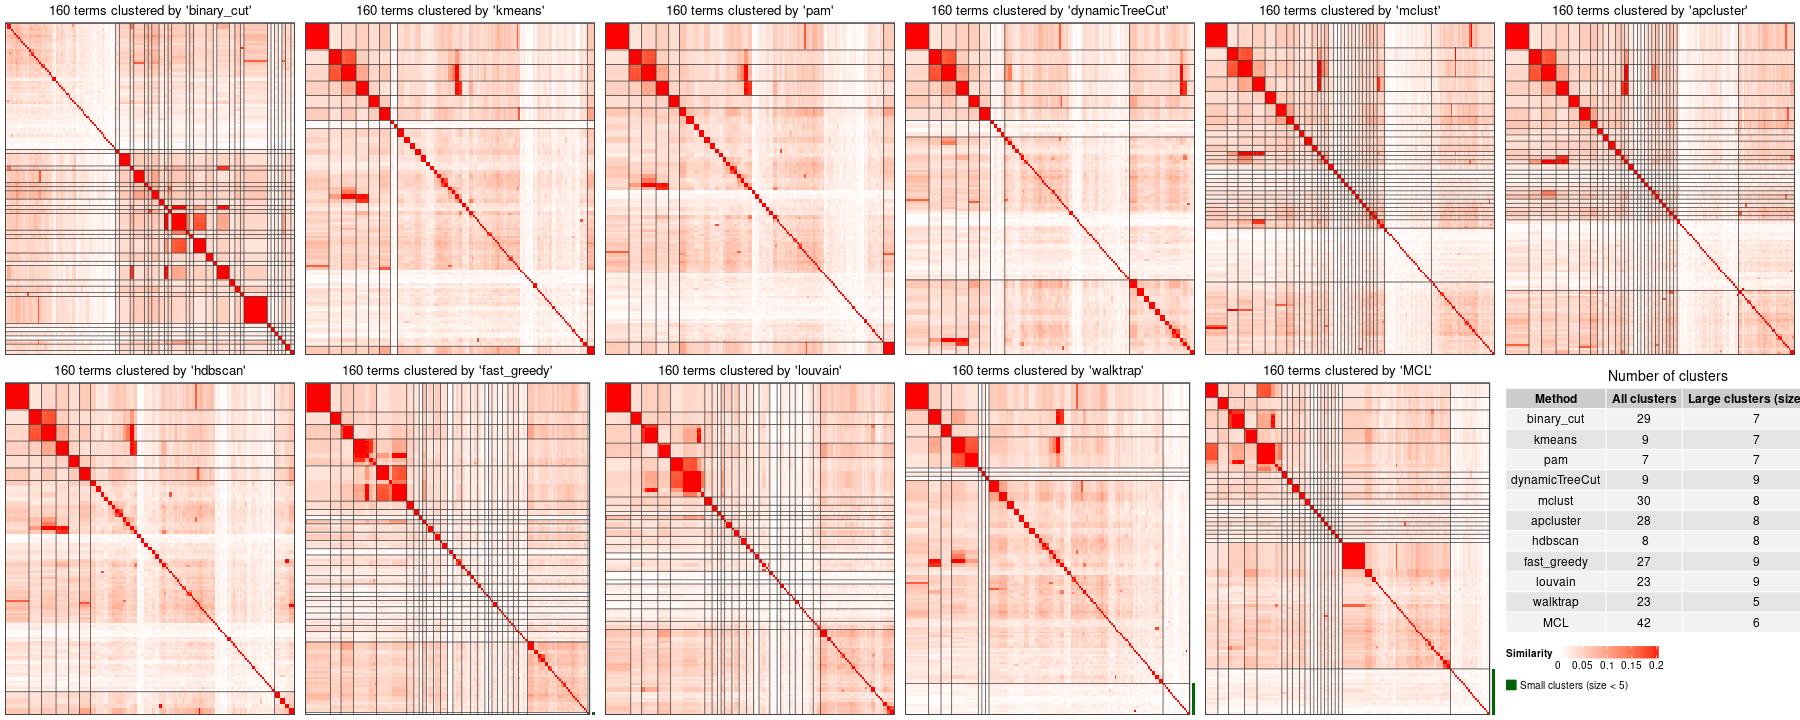 160 terms clustered by 'binary_cut'
160 terms clustered by 'kmeans'
160 terms clustered by 'pam'
160 terms clustered by 'dynamicTreeCut'
160 terms clustered by 'mclust'
160 terms clustered by 'apcluster'
160 terms clustered by 'hdbscan'
160 terms clustered by 'fast_greedy'
160 terms clustered by 'louvain'
160 terms clustered by 'walktrap'
160 terms clustered by 'MCL'
Number of clusters
Method All clusters Large clusters (size
binary_cut 29 7
kmeans 9 7
pam 7 7
dynamicTreeCut 9 9
mclust 30 8
apcluster 28 8
hdbscan 8 8
fast_greedy 27 9
louvain 23 9
walktrap 23 5
MCL 42 6
Similarity
0 0.05 0.1 0.15 0.2
Small clusters (size < 5)